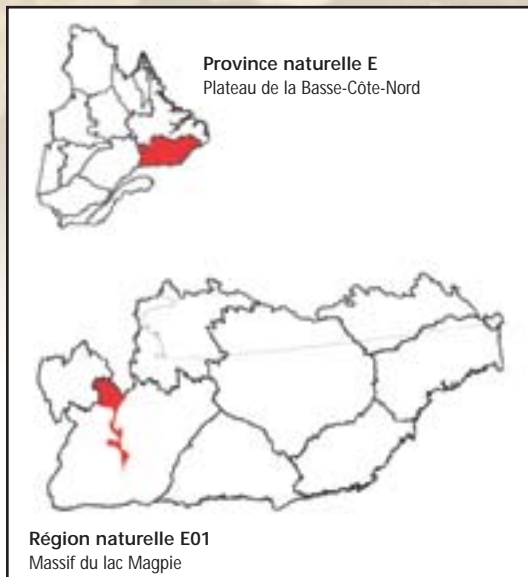 Province naturelle E
Plateau de la Basse-Côte-Nord
Région naturelle E01
Massif du lac Magpie